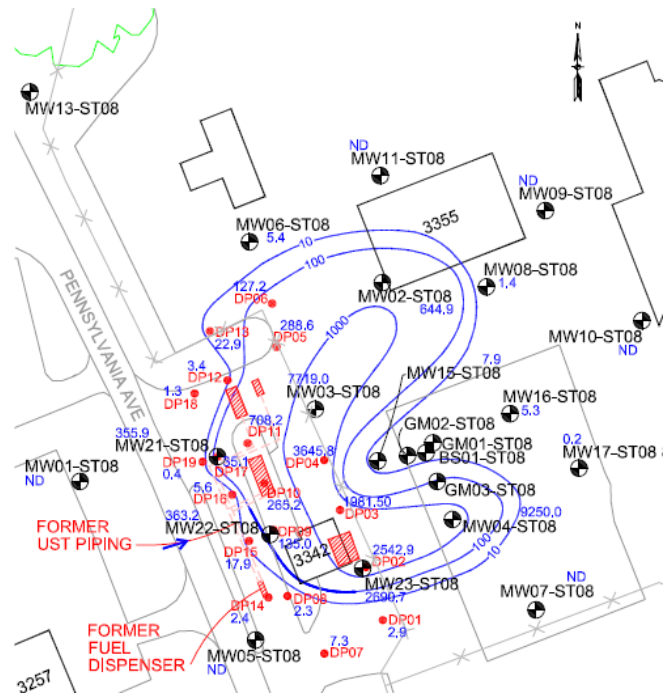 N
MW13-ST08
ND
MW11-ST08
ND
MW09-ST08
3355
MW06-ST08
5.4
10
100
PENNSYLVANIA AVE
MW08-ST08
1,4
MW02-ST08
644.9
127.2
DP06
MW10-ST08
ND
DP13
22,9
288.6
DP05
1000
3.4
DP12
1.3
DP18
7719.0
MW03-ST08
7.9
MW15-ST08
MW16-ST08
5.3
355.9
708.2
DP11
GM02-ST08
GM01-ST08
BS01-ST08
MW21-ST08
0.2
MW17-ST08
MW01-ST08
ND
DP19
0,4
DP17
3645.8
DP04
5,6
DP16
DP10
265.2
GM03-ST08
1981.50
DP03
363.2
MW22-ST08
DP09
135.0
9250,0
MW04-ST08
100
10
FORMER
UST PIPING
DP15
17,9
3342
2542,9
DP02
MW23-ST08
2690,7
ND
MW07-ST08
DP14
2,4
DP08
2.3
DP01
2,9
FORMER
FUEL
DISPENSER
MW05-ST08
ND
7.3
DP07
3257